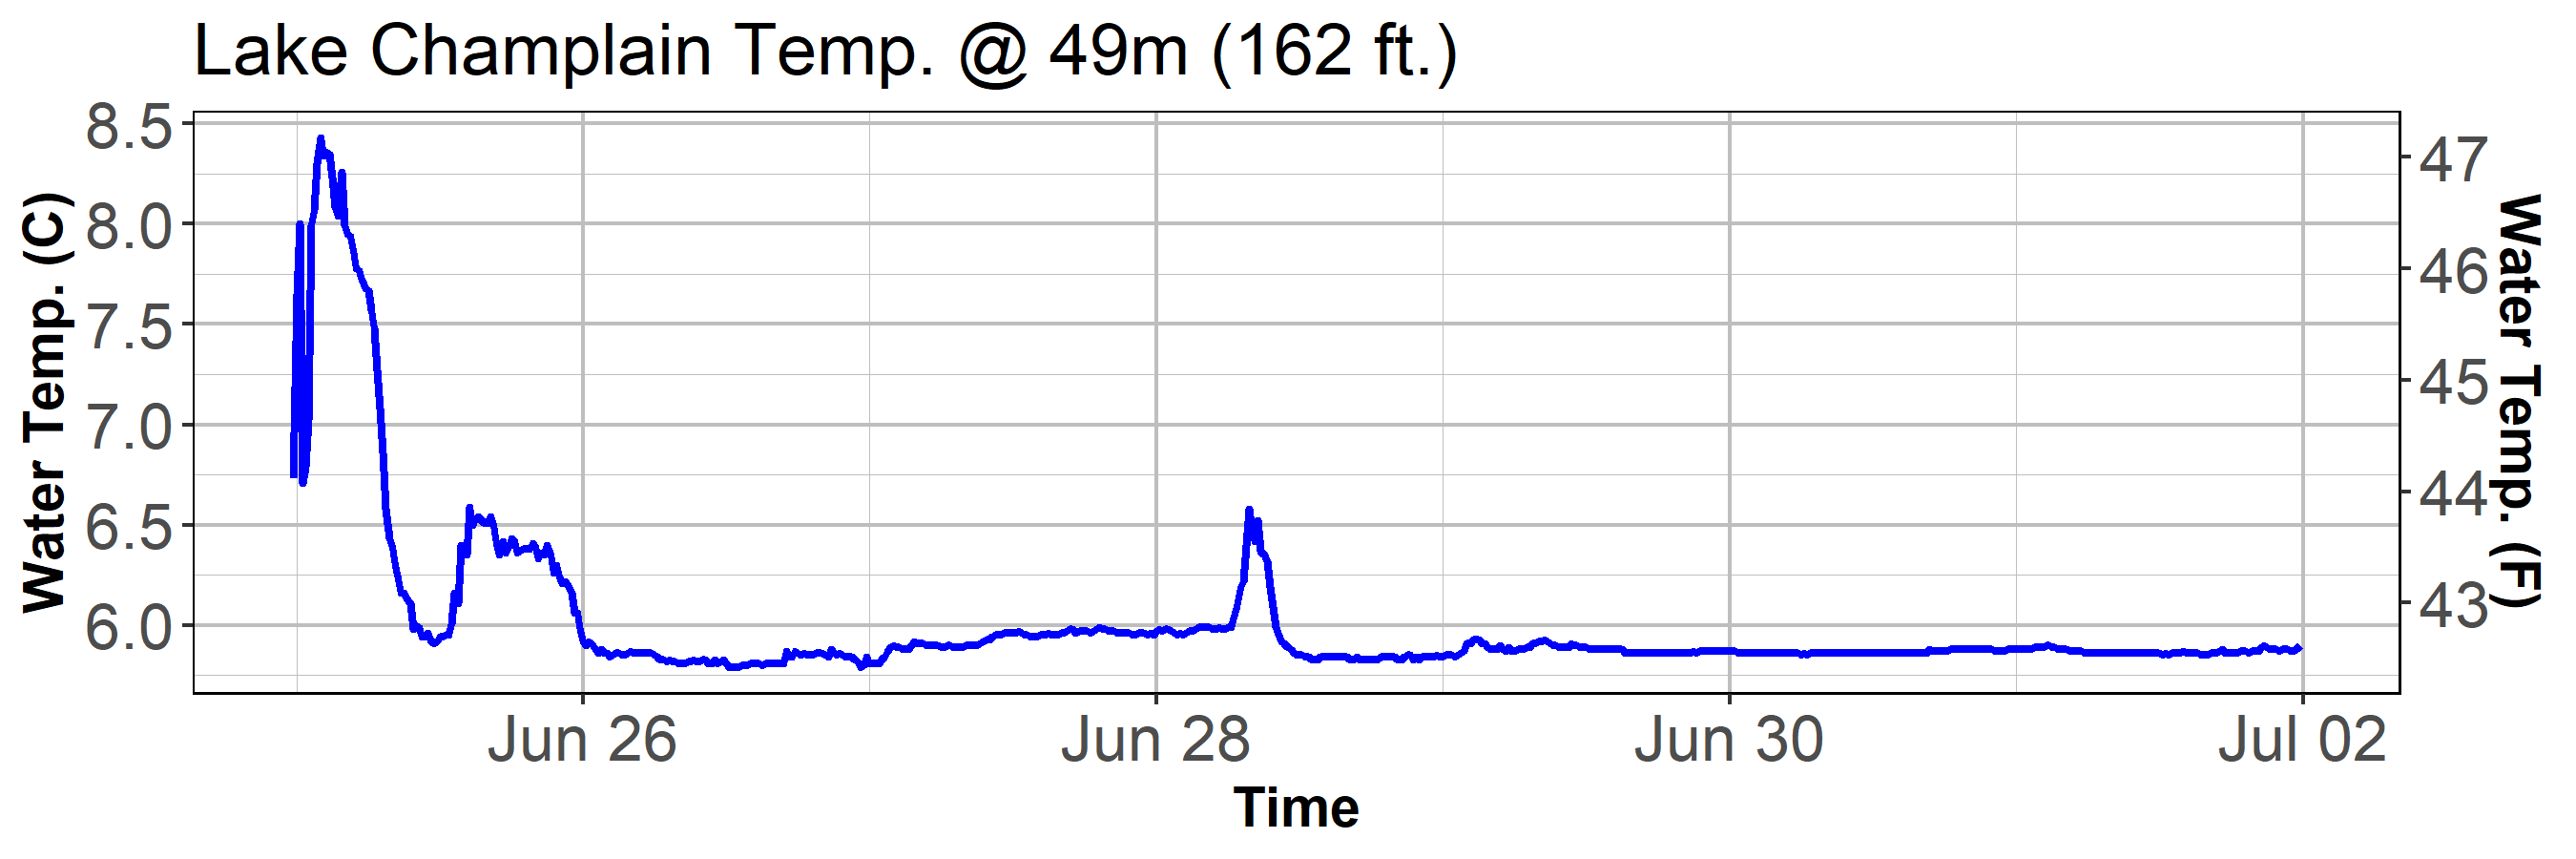 Lake Champlain Temp. @ 49m (162 ft.)
Water Temp. (C)
8.5
8.0
7.5
7.0
6.5
6.0
47
46
45
44
43
Water Temp. (F)
Jun 26
Jun 28
Jun 30
Jul 02
Time